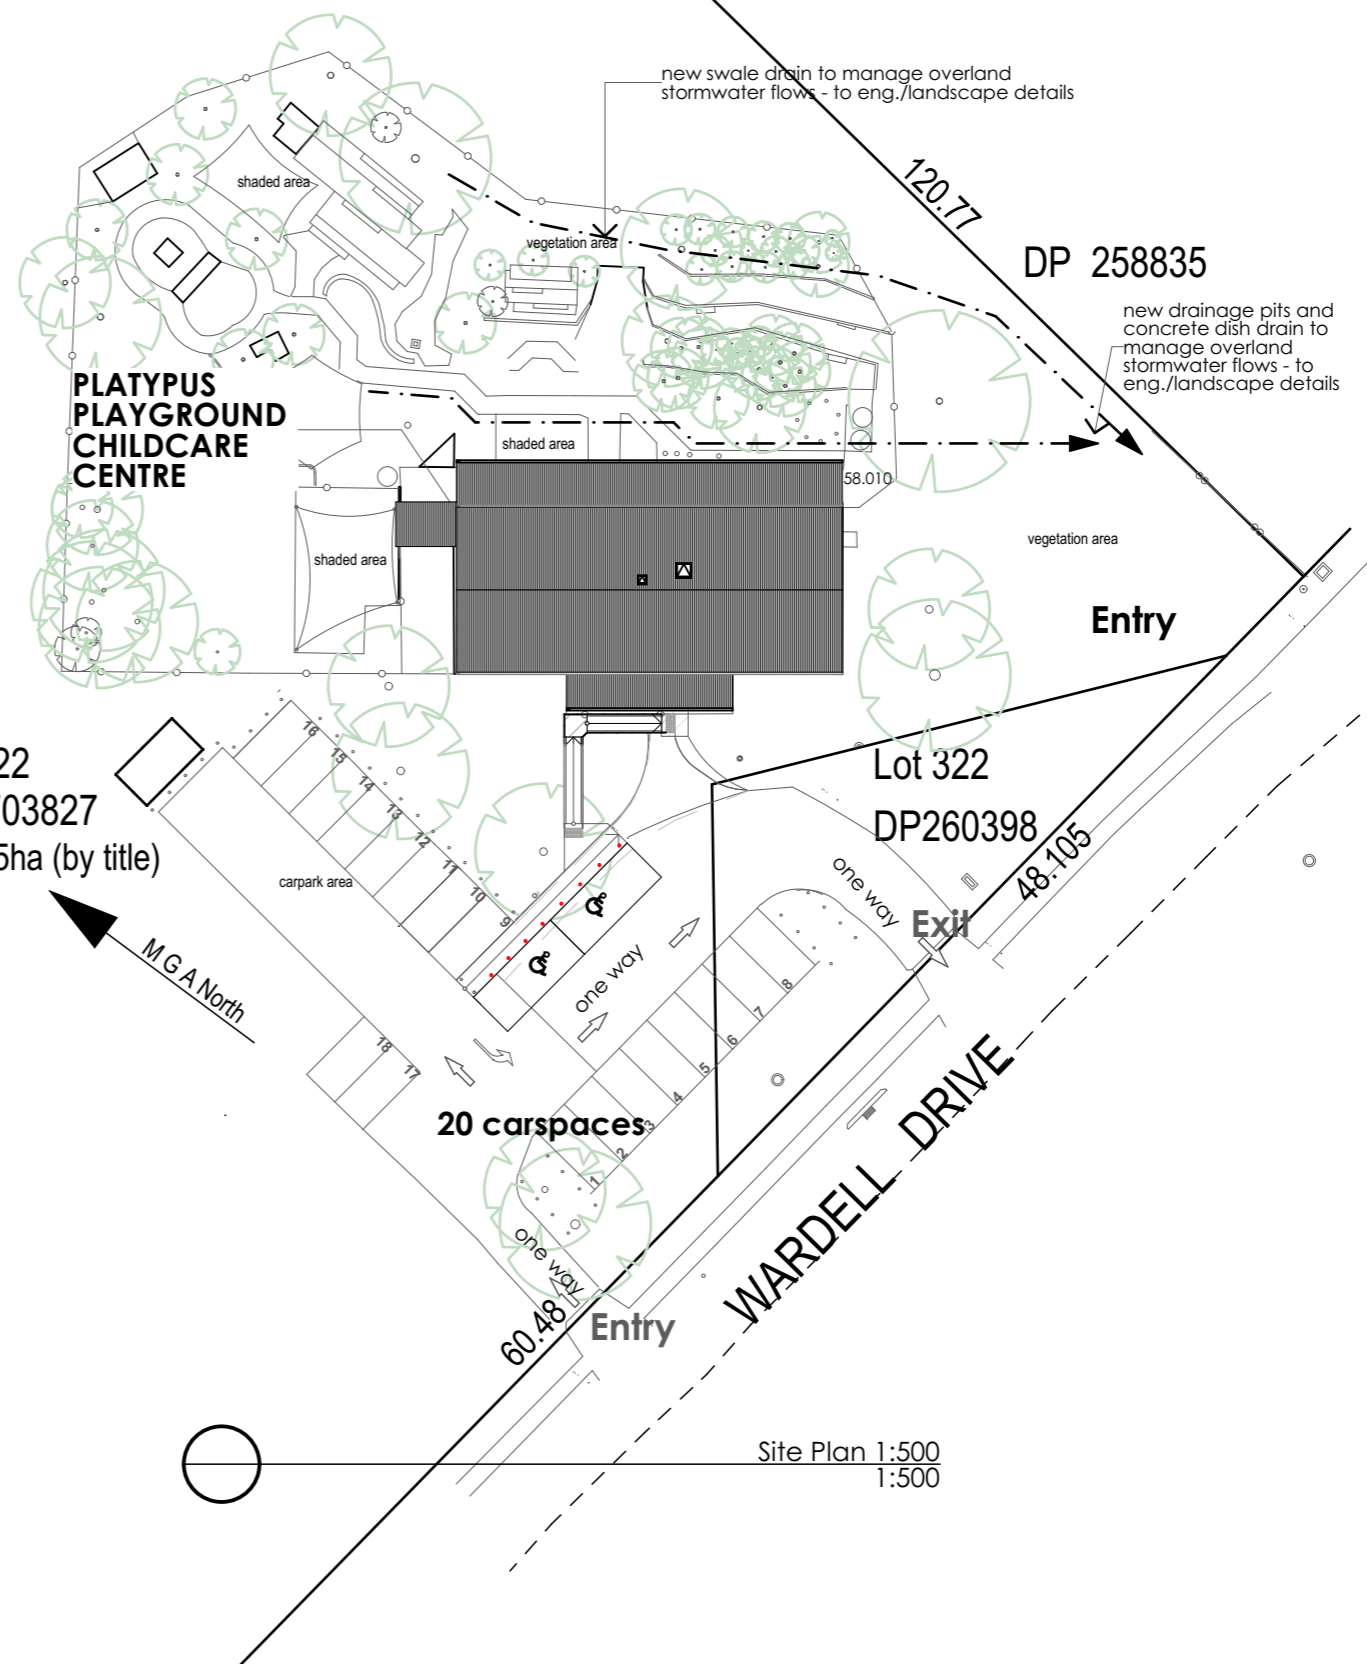 new swale drain to manage overland
stormwater flows - to eng./landscape details
120.77
DP 258835
shaded area
vegetation area
new drainage pits and
concrete dish drain to
manage overland
stormwater flows - to
eng./landscape details
PLATYPUS
PLAYGROUND
CHILDCARE
CENTRE
shaded area
58.010
shaded area
vegetation area
Entry
22
03827
5ha (by title)
Lot 322
DP260398
48.105
16
15
14
13
12
11
10
9
carpark area
one way
Exit
one way
M G A North
18
17
8
7
6
5
4
3
2
1
20 carspaces
one way
Entry
60.48
WARDELL DRIVE
Site Plan 1:500
1:500